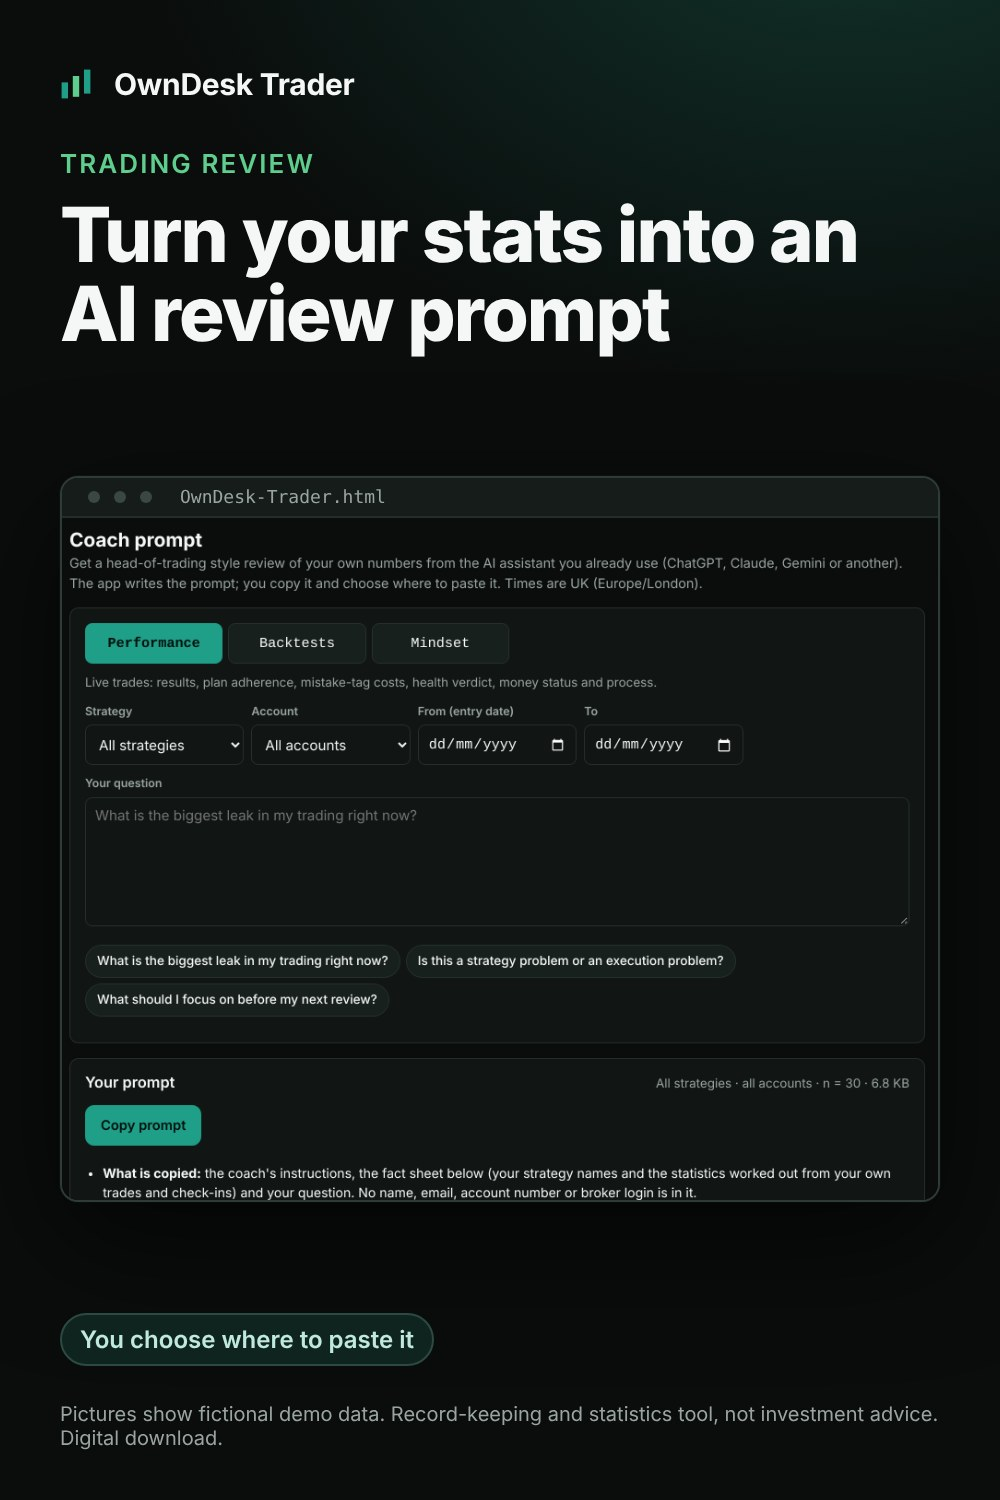 OwnDesk Trader
TRADING REVIEW
Turn your stats into an
AI review prompt
OwnDesk-Trader.html
Coach prompt
Get a head-of-trading style review of your own numbers from the AI assistant you already use (ChatGPT, Claude, Gemini or another).
The app writes the prompt; you copy it and choose where to paste it. Times are UK (Europe/London).
Performance Backtests Mindset
Live trades: results, plan adherence, mistake-tag costs, health verdict, money status and process.
Strategy Account From (entry date) To
All strategies All accounts dd/mm/yyyy dd/mm/yyyy
Your question
What is the biggest leak in my trading right now?
What is the biggest leak in my trading right now? Is this a strategy problem or an execution problem?
What should I focus on before my next review?
Your prompt All strategies · all accounts · n = 30 · 6.8 KB
Copy prompt
• What is copied: the coach's instructions, the fact sheet below (your strategy names and the statistics worked out from your own
trades and check-ins) and your question. No name, email, account number or broker login is in it.
You choose where to paste it
Pictures show fictional demo data. Record-keeping and statistics tool, not investment advice.
Digital download.